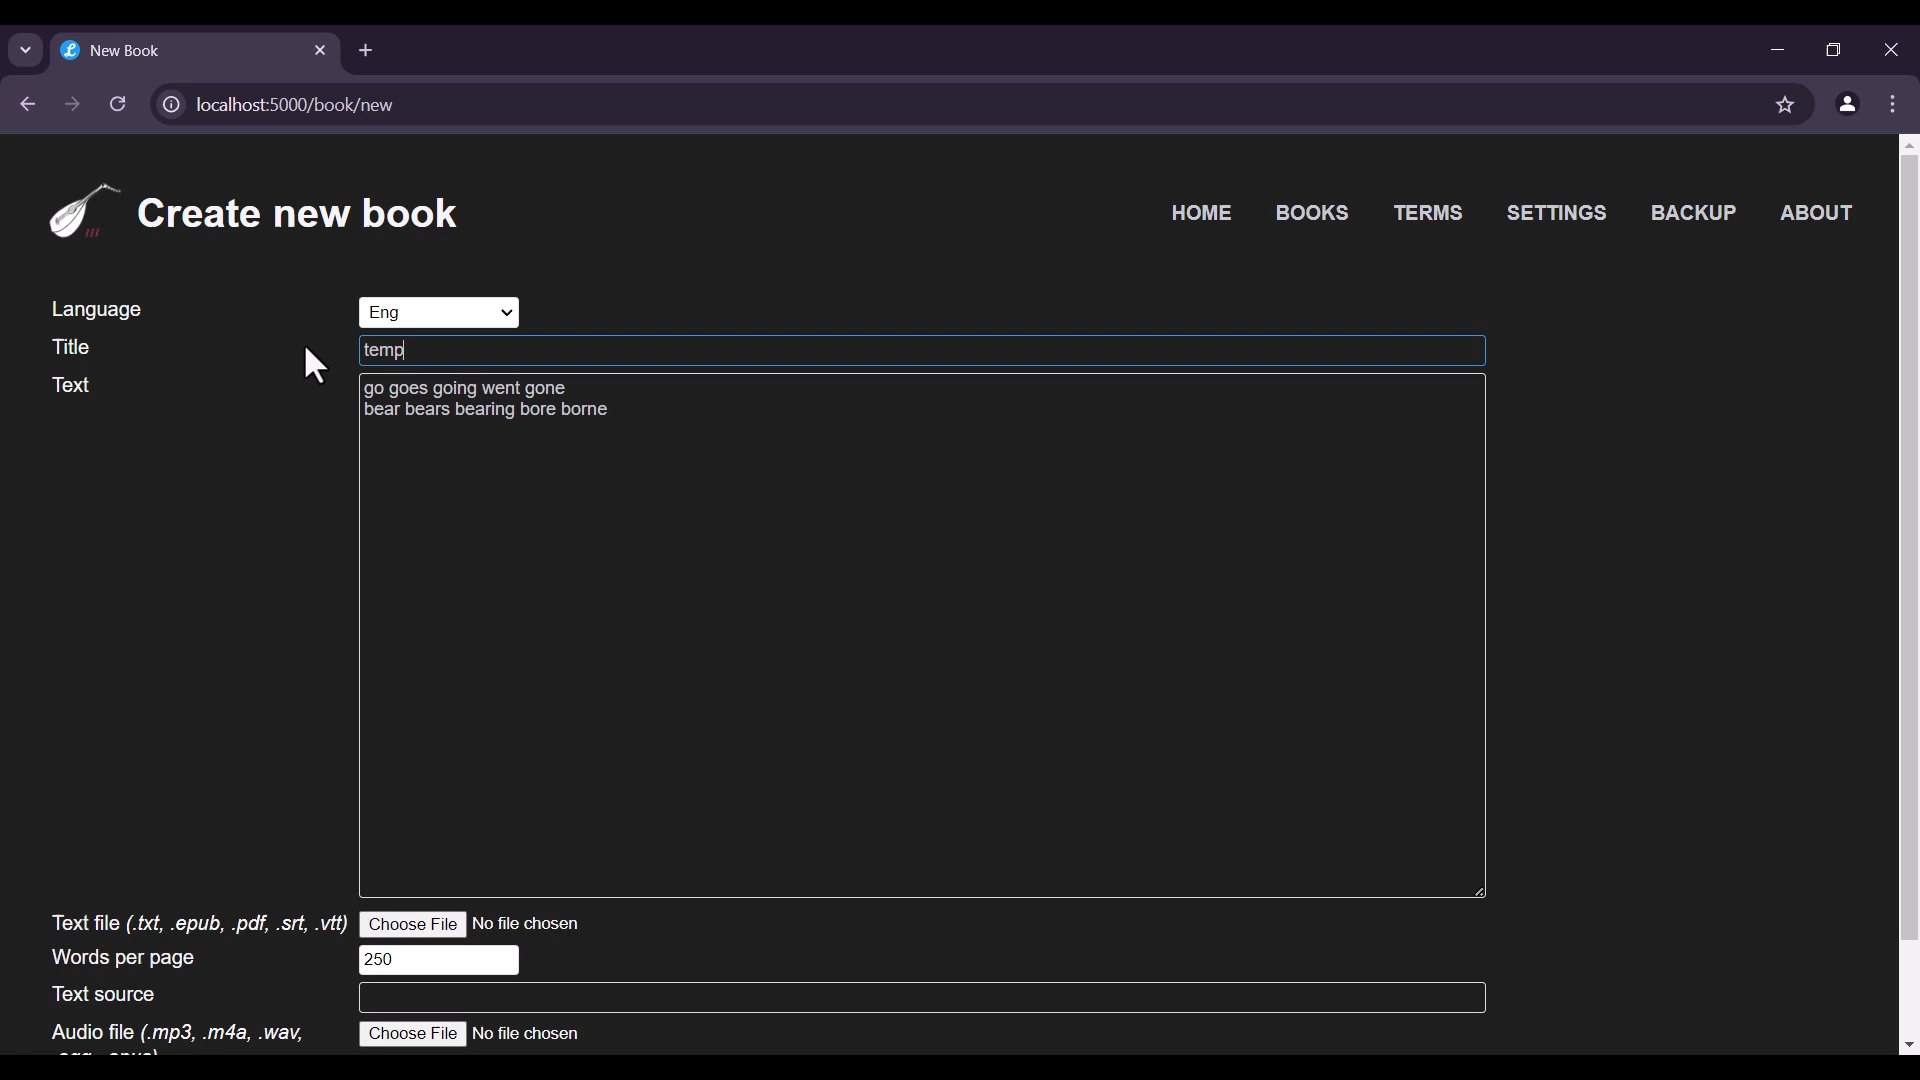 New Book
localhost:5000/book/new
Create new book
HOME BOOKS TERMS SETTINGS BACKUP ABOUT
Language Eng
Title temp
Text go goes going went gone
bear bears bearing bore borne
Text file (.txt, .epub, .pdf, .srt, .vtt) Choose File No file chosen
Words per page 250
Text source
Audio file (.mp3, .m4a, .wav, Choose File No file chosen